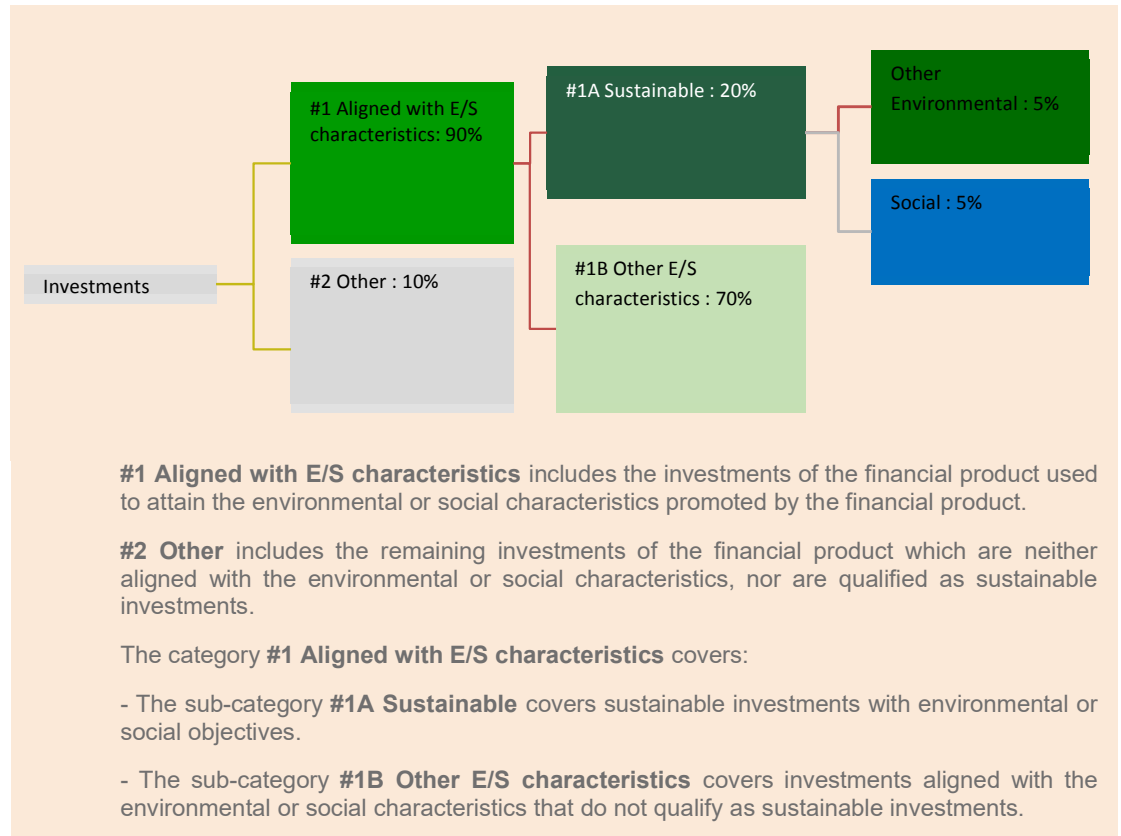 Investments
#1 Aligned with E/S
characteristics: 90%
#2 Other : 10%
#1A Sustainable : 20%
#1B Other E/S
characteristics : 70%
Other
Environmental : 5%
Social : 5%
#1 Aligned with E/S characteristics includes the investments of the financial product used
to attain the environmental or social characteristics promoted by the financial product.
#2 Other includes the remaining investments of the financial product which are neither
aligned with the environmental or social characteristics, nor are qualified as sustainable
investments.
The category #1 Aligned with E/S characteristics covers:
- The sub-category #1A Sustainable covers sustainable investments with environmental or
social objectives.
- The sub-category #1B Other E/S characteristics covers investments aligned with the
environmental or social characteristics that do not qualify as sustainable investments.